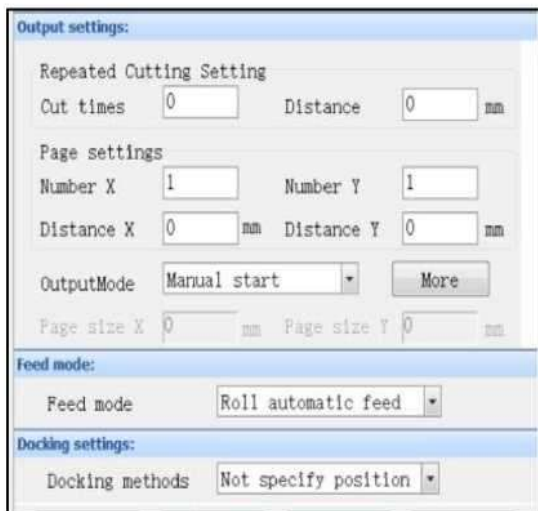 Output settings:
Repeated Cutting Setting
Cut times 0 Distance 0 mm
Page settings
Number X 1 Number Y 1
Distance X 0 mm Distance Y 0 mm
OutputMode Manual start More
Page size X 0 mm Page size Y 0 mm
Feed mode:
Feed mode Roll automatic feed
Docking settings:
Docking methods Not specify position